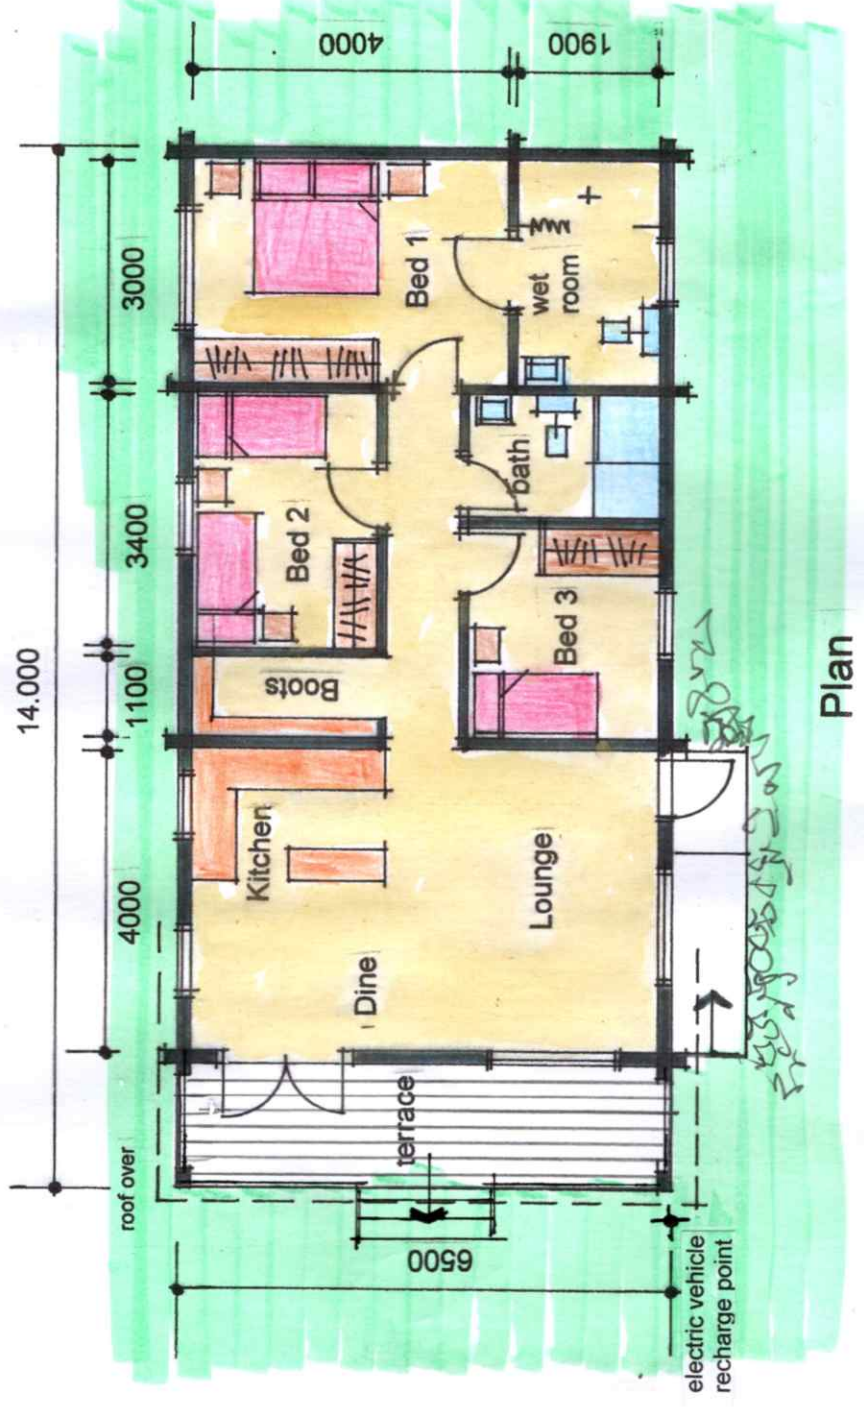 14.000
roof over
4000
1100
3400
3000
4000
1900
6500
terrace
Dine
Kitchen
Lounge
Boots
Bed 2
Bed 3
bath
Bed 1
wet
room
electric vehicle
recharge point
Plan